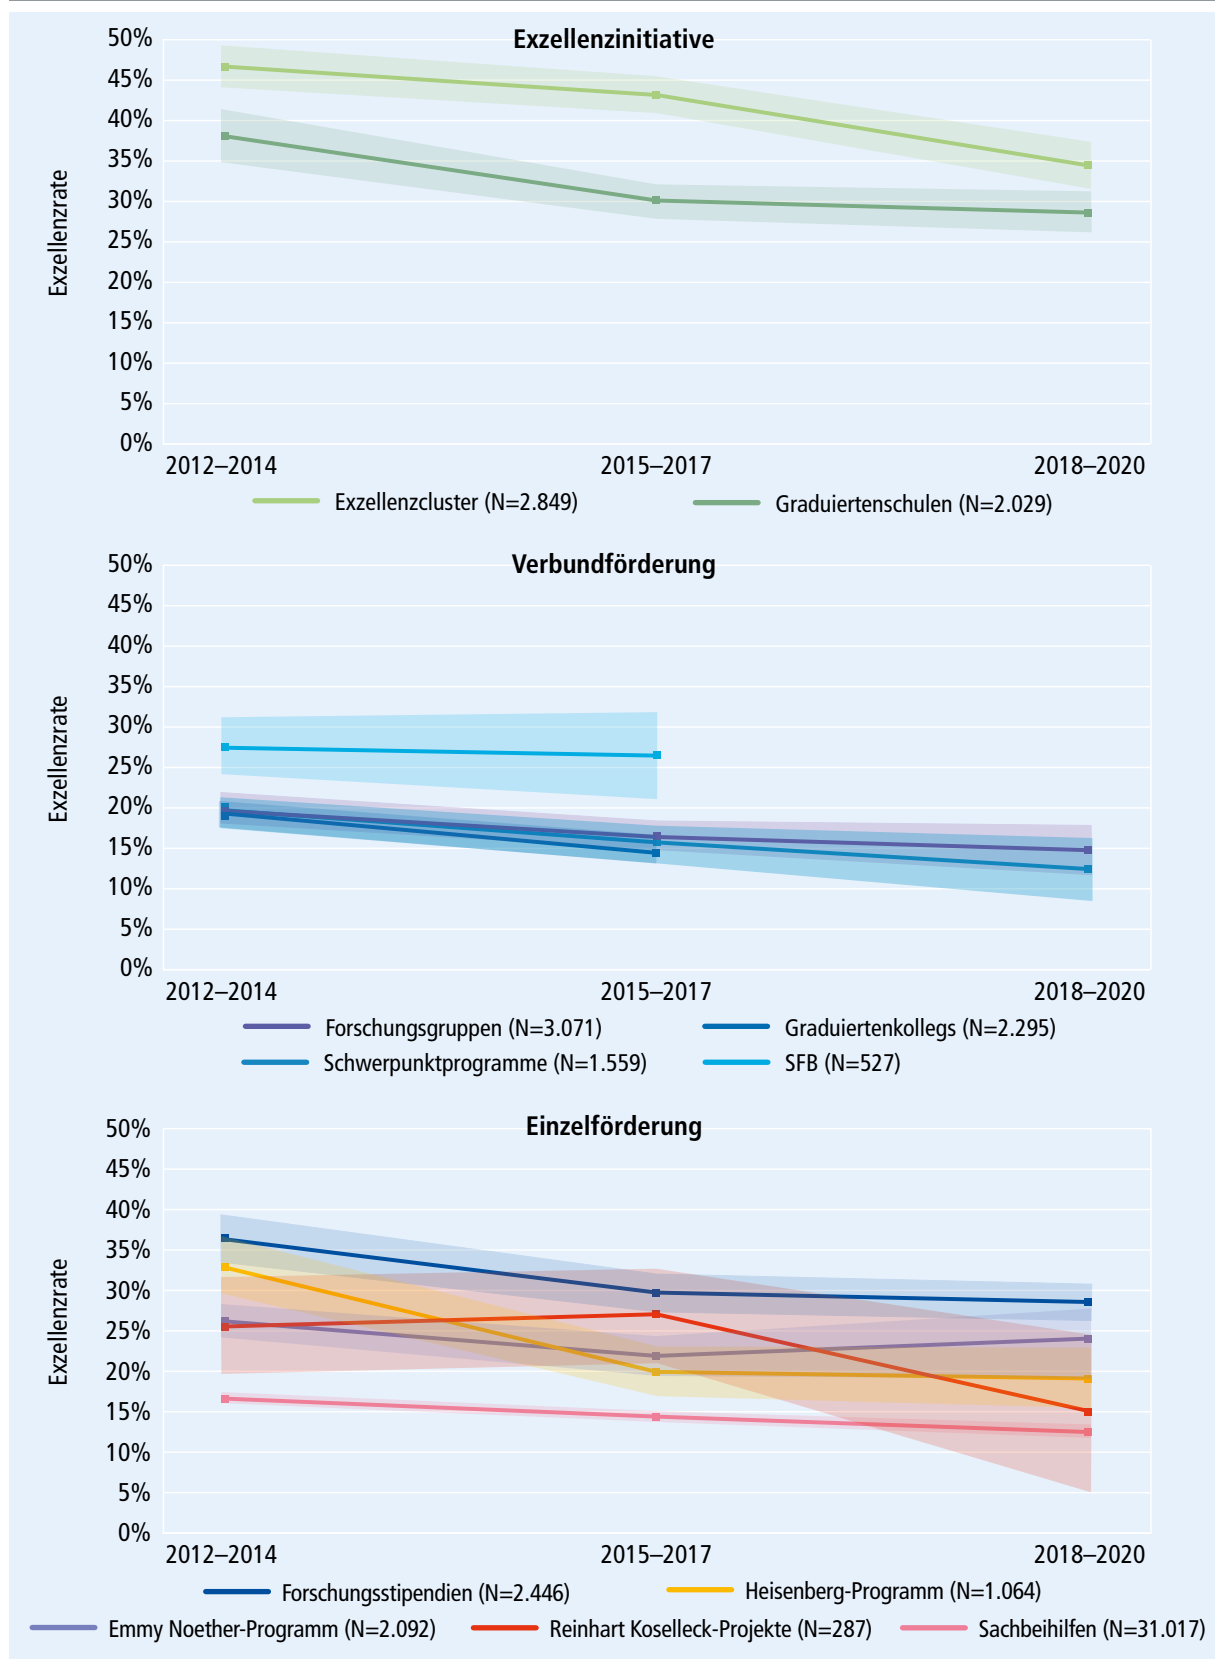 Exzellenzinitiative
Exzellenzrate
50%
45%
40%
35%
30%
25%
20%
15%
10%
5%
0%
2012–2014 2015–2017 2018–2020
Exzellenzcluster (N=2.849) Graduiertenschulen (N=2.029)
Verbundförderung
Exzellenzrate
50%
45%
40%
35%
30%
25%
20%
15%
10%
5%
0%
2012–2014 2015–2017 2018–2020
Forschungsgruppen (N=3.071) Graduiertenkollegs (N=2.295)
Schwerpunktprogramme (N=1.559) SFB (N=527)
Einzelförderung
Exzellenzrate
50%
45%
40%
35%
30%
25%
20%
15%
10%
5%
0%
2012–2014 2015–2017 2018–2020
Forschungsstipendien (N=2.446) Heisenberg-Programm (N=1.064)
Emmy Noether-Programm (N=2.092) Reinhart Koselleck-Projekte (N=287) Sachbeihilfen (N=31.017)